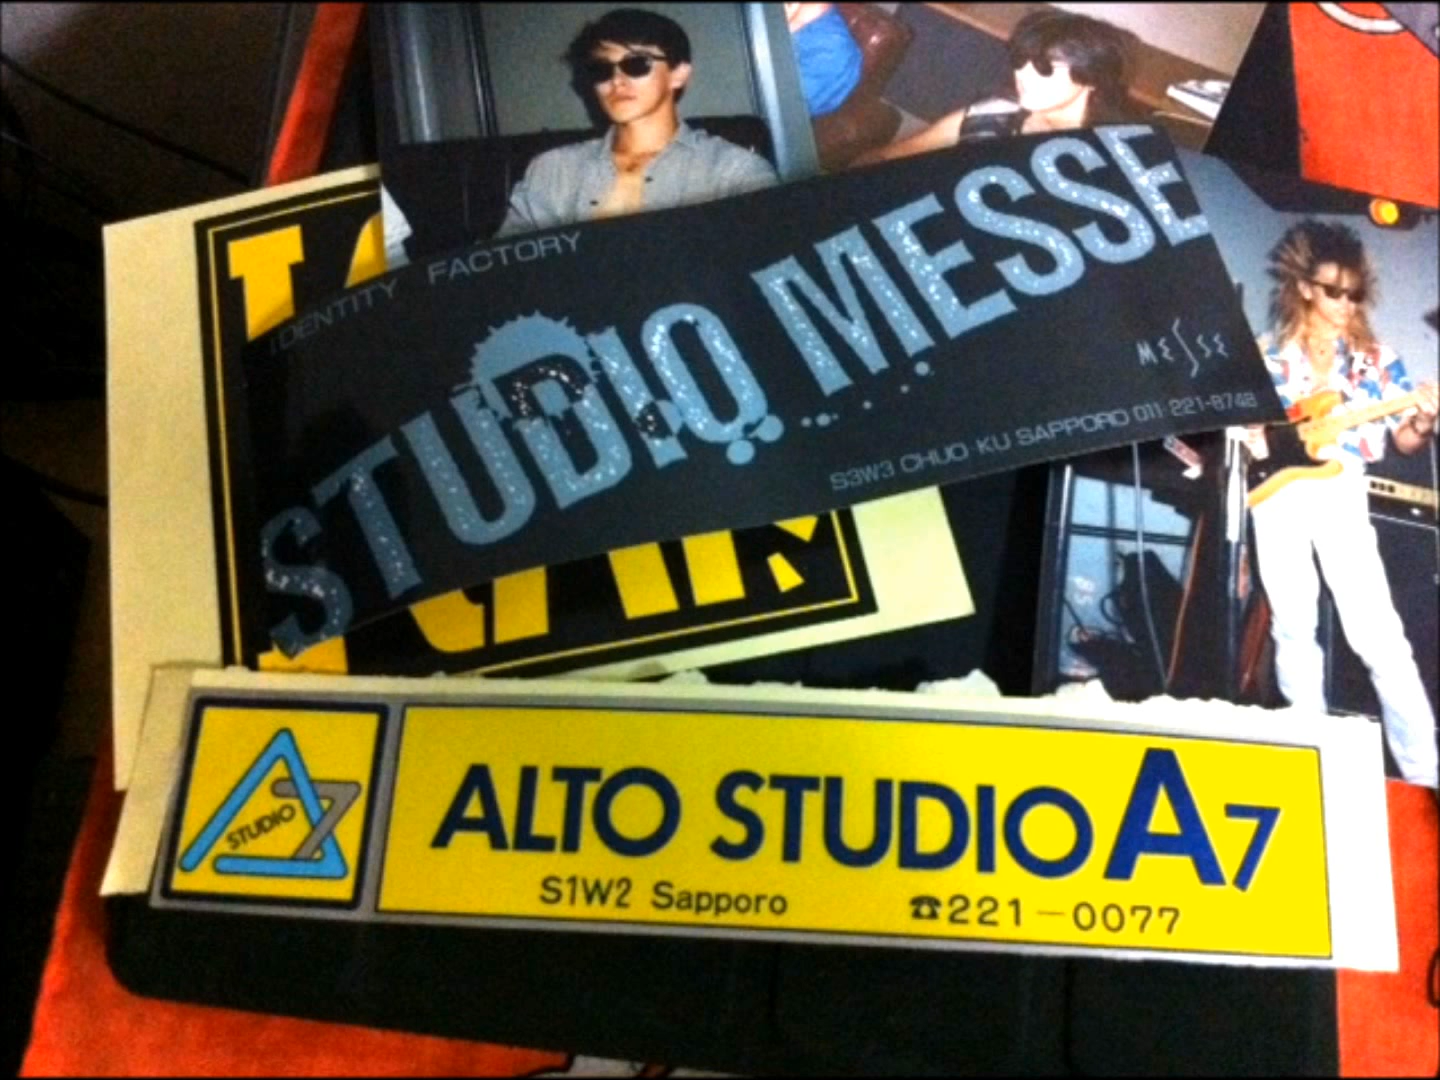 IDENTITY FACTORY
STUDIO MESSE
MESSE
S3W3 CHUO-KU SAPPORO 011-221-8748
STUDIO
A7
ALTO STUDIO A7
S1W2 Sapporo ☎221-0077